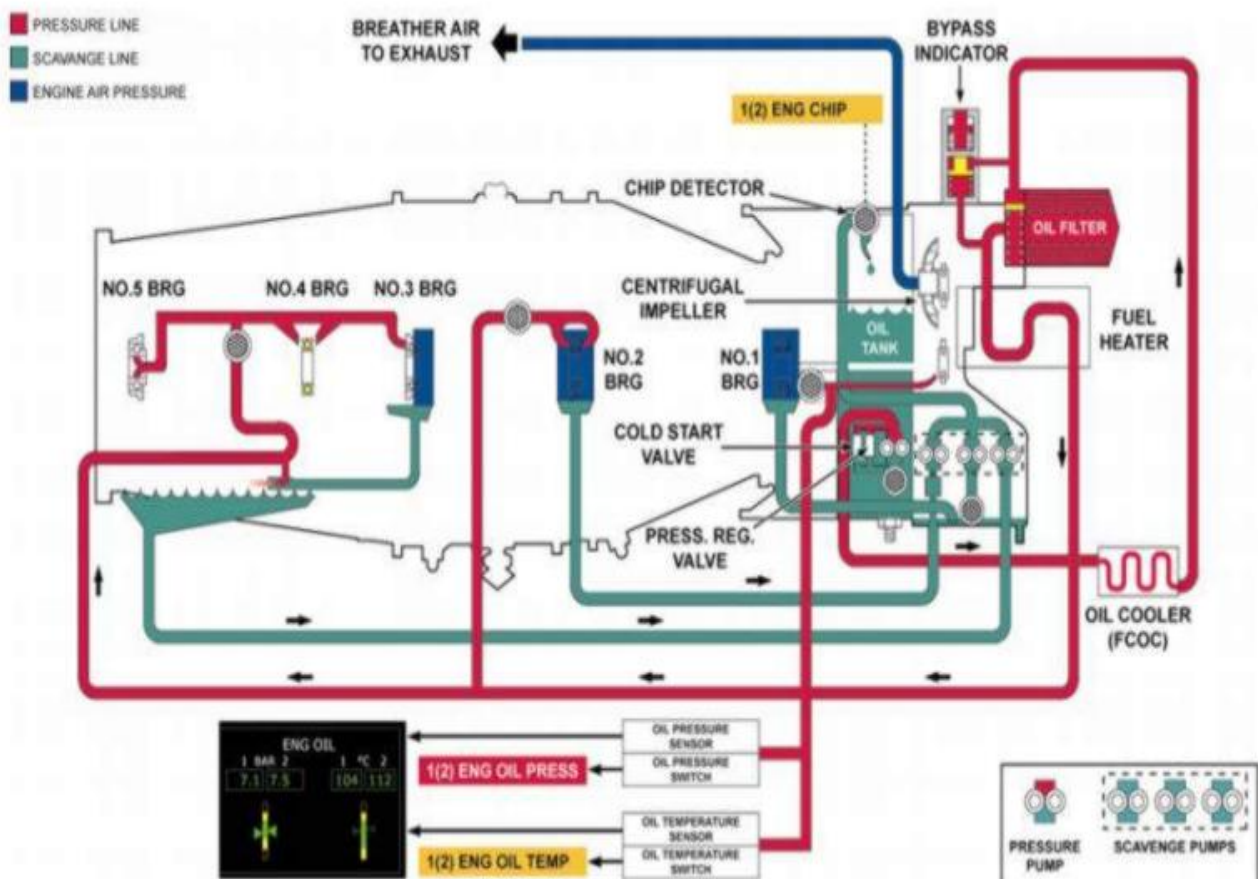 PRESSURE LINE
SCAVANGE LINE
ENGINE AIR PRESSURE
BREATHER AIR
TO EXHAUST
BYPASS
INDICATOR
1(2) ENG CHIP
CHIP DETECTOR
OIL FILTER
NO.5 BRG
NO.4 BRG
NO.3 BRG
CENTRIFUGAL
IMPELLER
OIL
TANK
FUEL
HEATER
NO.2
BRG
NO.1
BRG
COLD START
VALVE
PRESS. REG.
VALVE
OIL COOLER
(FCOC)
ENG OIL
1 BAR 2
1 ºC 2
7.1 7.5
104 112
OIL PRESSURE
SENSOR
OIL PRESSURE
SWITCH
1(2) ENG OIL PRESS
OIL TEMPERATURE
SENSOR
OIL TEMPERATURE
SWITCH
1(2) ENG OIL TEMP
PRESSURE
PUMP
SCAVENGE PUMPS